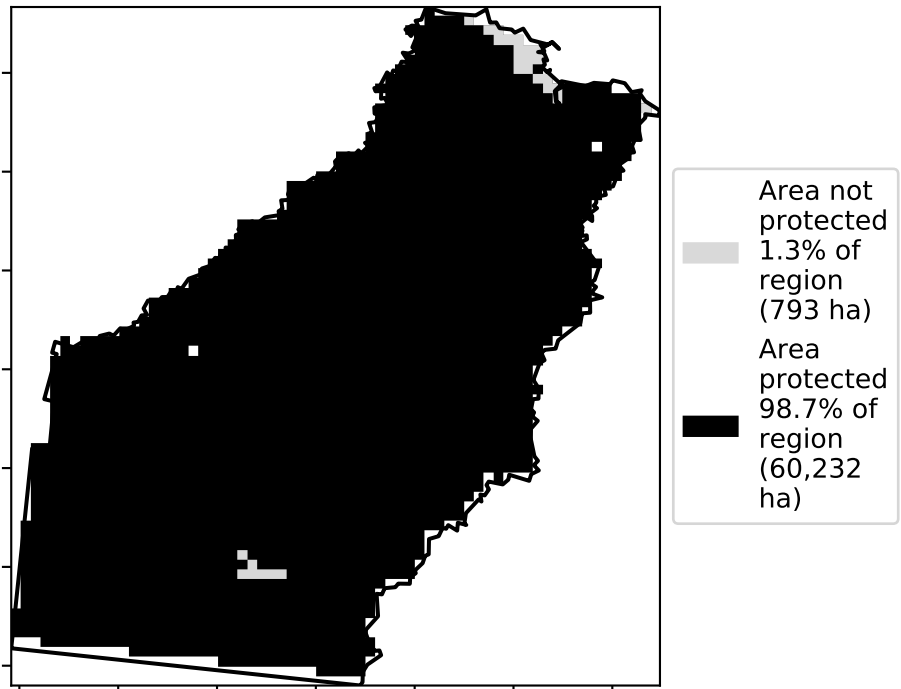 Area not
protected
1.3% of
region
(793 ha)
Area
protected
98.7% of
region
(60,232
ha)